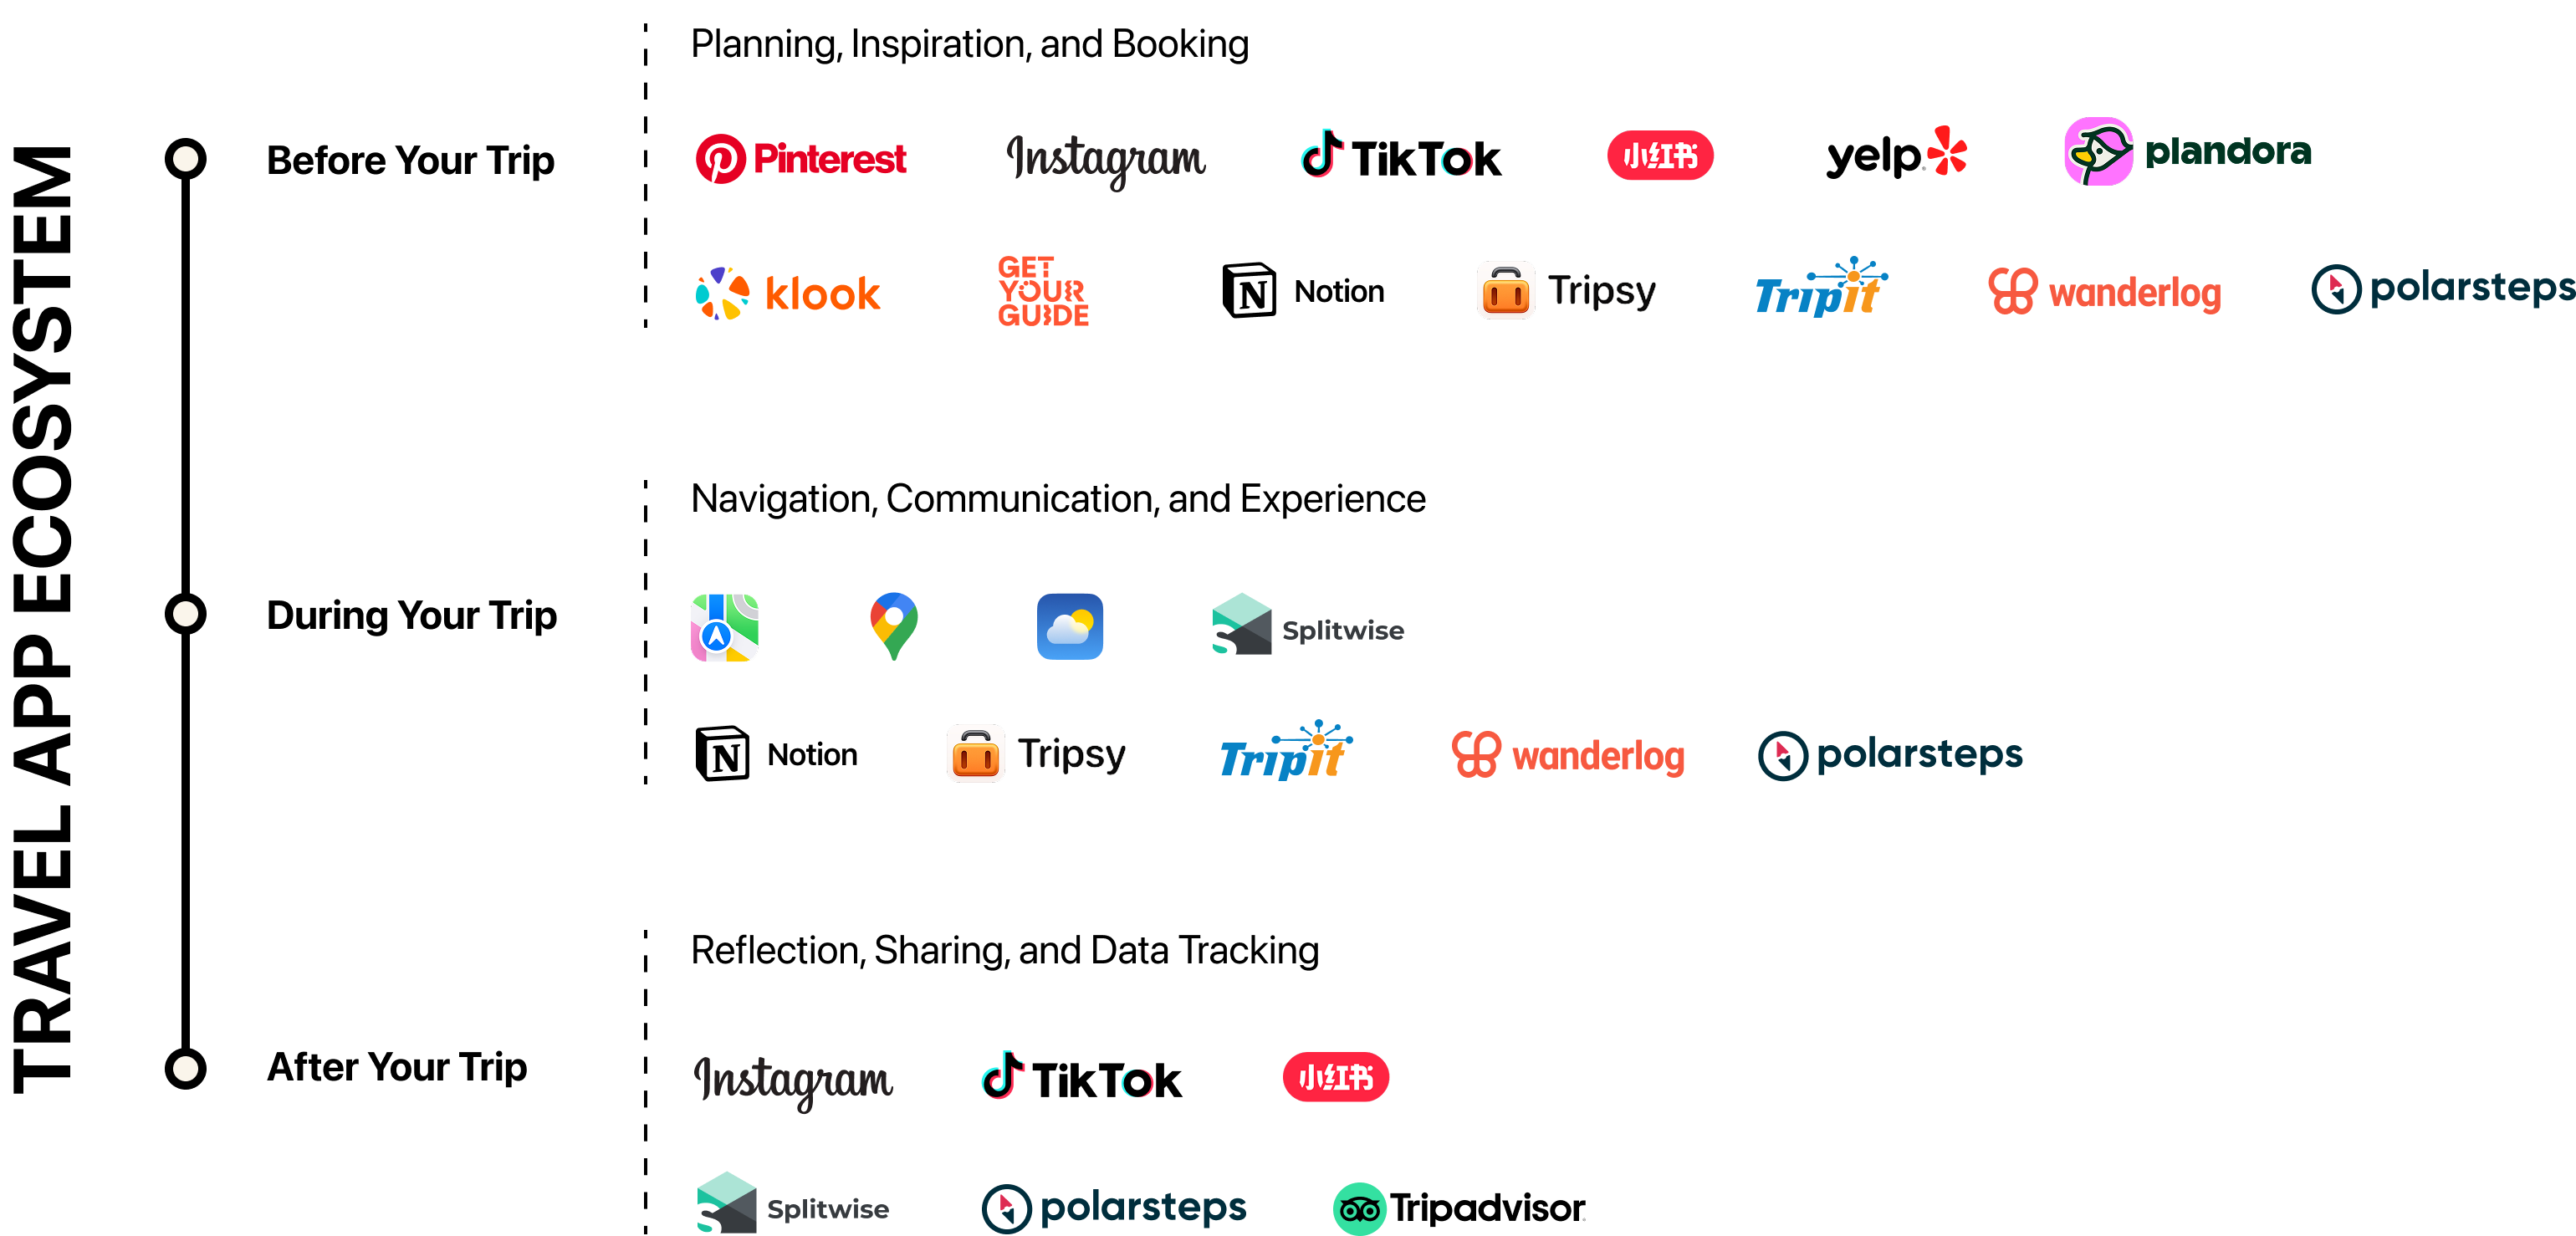 TRAVEL APP ECOSYSTEM
Before Your Trip
Planning, Inspiration, and Booking
Pinterest Instagram TikTok 小红书 yelp plandora
klook GET YOUR GUIDE N Notion Tripsy TripIt wanderlog polarsteps
During Your Trip
Navigation, Communication, and Experience
Splitwise
N Notion Tripsy TripIt wanderlog polarsteps
After Your Trip
Reflection, Sharing, and Data Tracking
Instagram TikTok 小红书
Splitwise polarsteps Tripadvisor